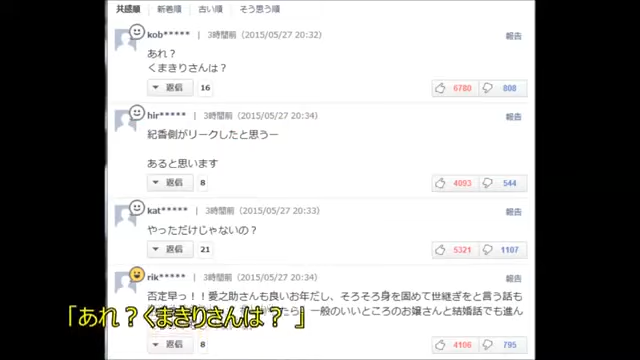 共感順 新着順 古い順 そう思う順
kob***** | 3時間前（2015/05/27 20:32） 報告
あれ？
くまきりさんは？
返信 16 6780 808
hir***** | 3時間前（2015/05/27 20:34） 報告
紀香側がリークしたと思うー
あると思います
返信 8 4093 544
kat***** | 3時間前（2015/05/27 20:33） 報告
やっただけじゃないの？
返信 21 5321 1107
rik***** | 3時間前（2015/05/27 20:34） 報告
否定早っ！！愛之助さんも良いお年だし、そろそろ身を固めて世継ぎをと言う話も
たら、一般のいいところのお嬢さんと結婚話でも進ん
「あれ？くまきりさんは？ 」
返信 8 4106 795